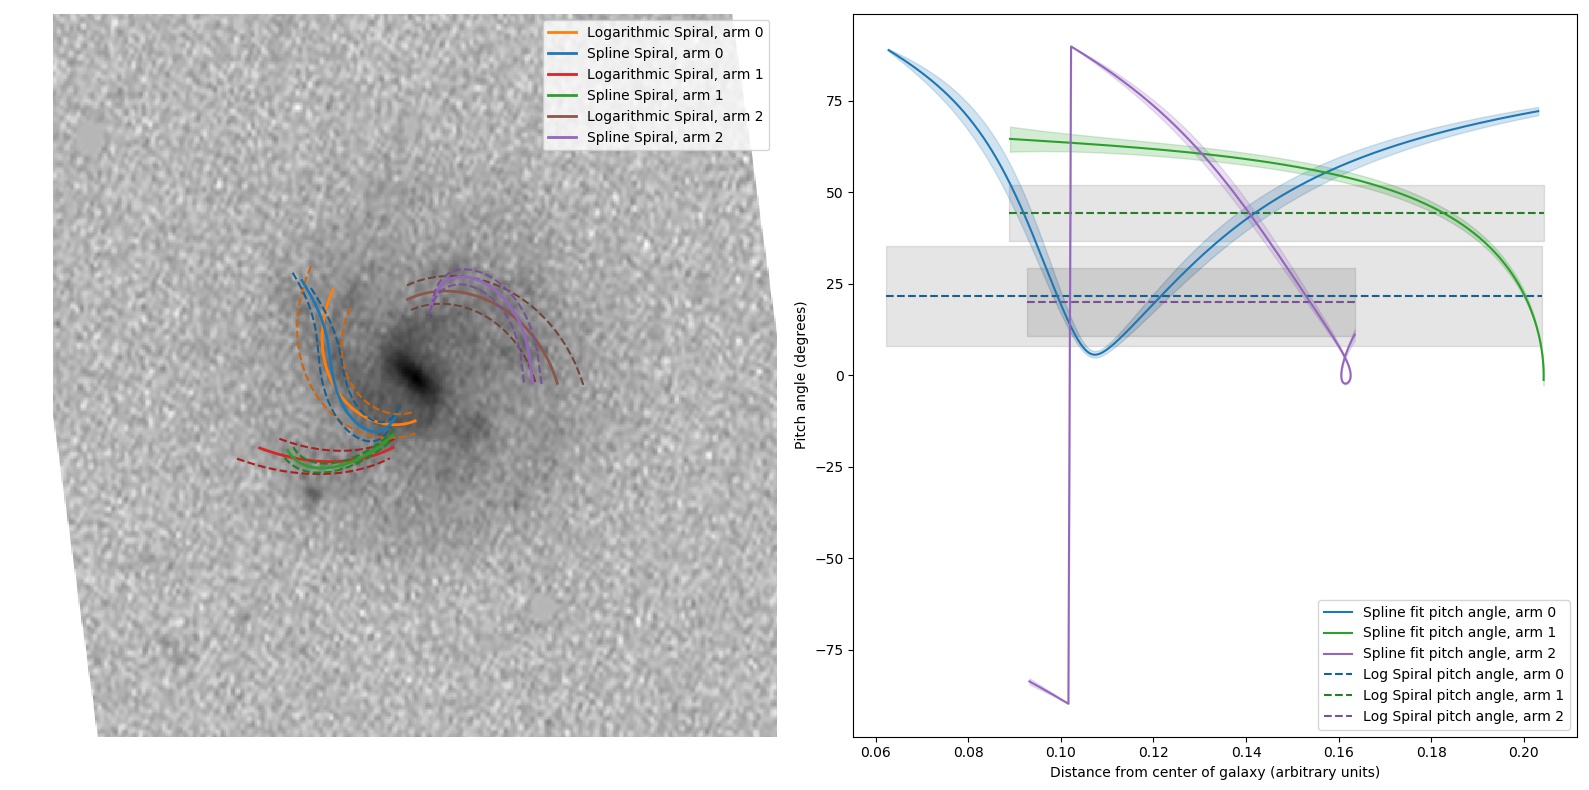 Logarithmic Spiral, arm 0
Spline Spiral, arm 0
Logarithmic Spiral, arm 1
Spline Spiral, arm 1
Logarithmic Spiral, arm 2
Spline Spiral, arm 2
75
50
25
0
−25
−50
−75
Pitch angle (degrees)
Spline fit pitch angle, arm 0
Spline fit pitch angle, arm 1
Spline fit pitch angle, arm 2
Log Spiral pitch angle, arm 0
Log Spiral pitch angle, arm 1
Log Spiral pitch angle, arm 2
0.06 0.08 0.10 0.12 0.14 0.16 0.18 0.20
Distance from center of galaxy (arbitrary units)